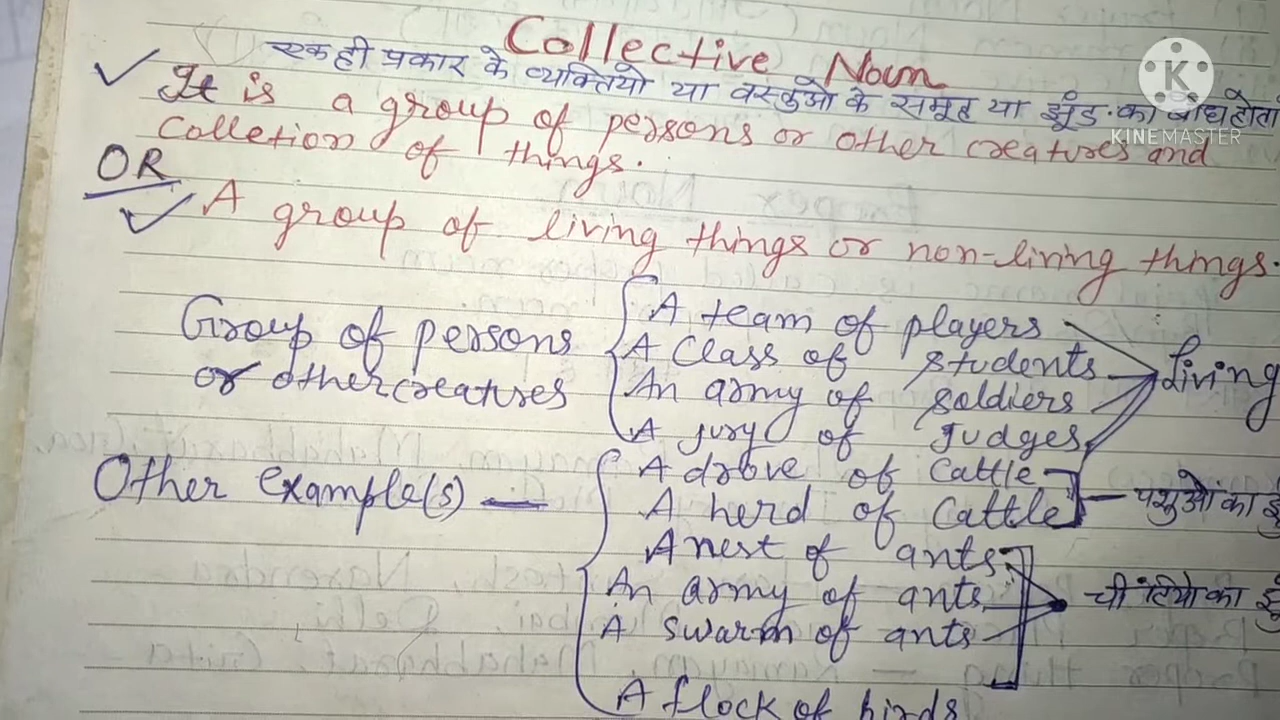 Collective Noun
एक ही प्रकार के व्यक्तियो या वस्तुओ के समूह या झूंड का बोध होता
It is a group of persons or other creatures and
Colletion of things.
OR
A group of living things or non-living things.
Group of persons
or other creatures
A team of players
A Class of students
An army of soldiers
A jury of judges
Living
Other example(s) —
A drove of Cattle
A herd of Cattle
पशुओ का
A nest of ants
An army of ants
A swarm of ants
चीटियो का
A flock of birds
K
KINEMASTER